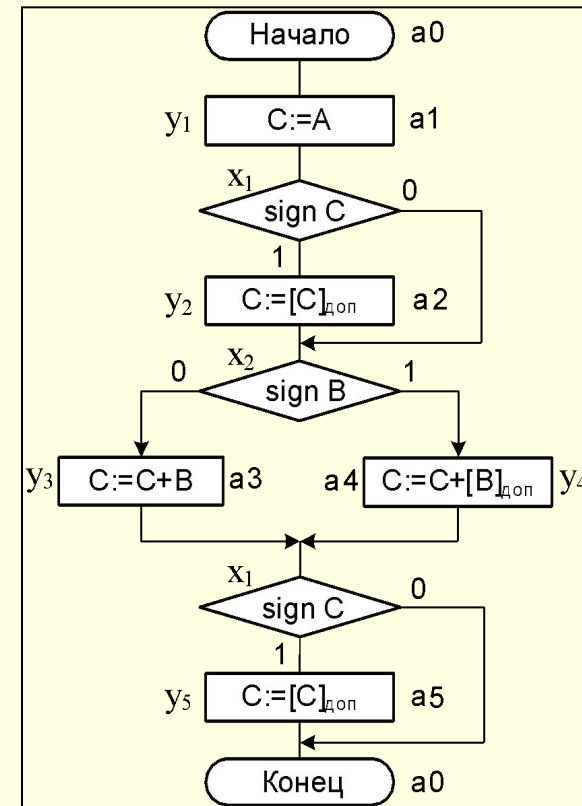 Начало a0
y₁ C:=A a1
x₁ 0
sign C
1
y₂ C:=[C]доп a2
0 x₂ 1
sign B
y₃ C:=C+B a3 a4 C:=C+[B]доп y₄
x₁ 0
sign C
1
y₅ C:=[C]доп a5
Конец a0